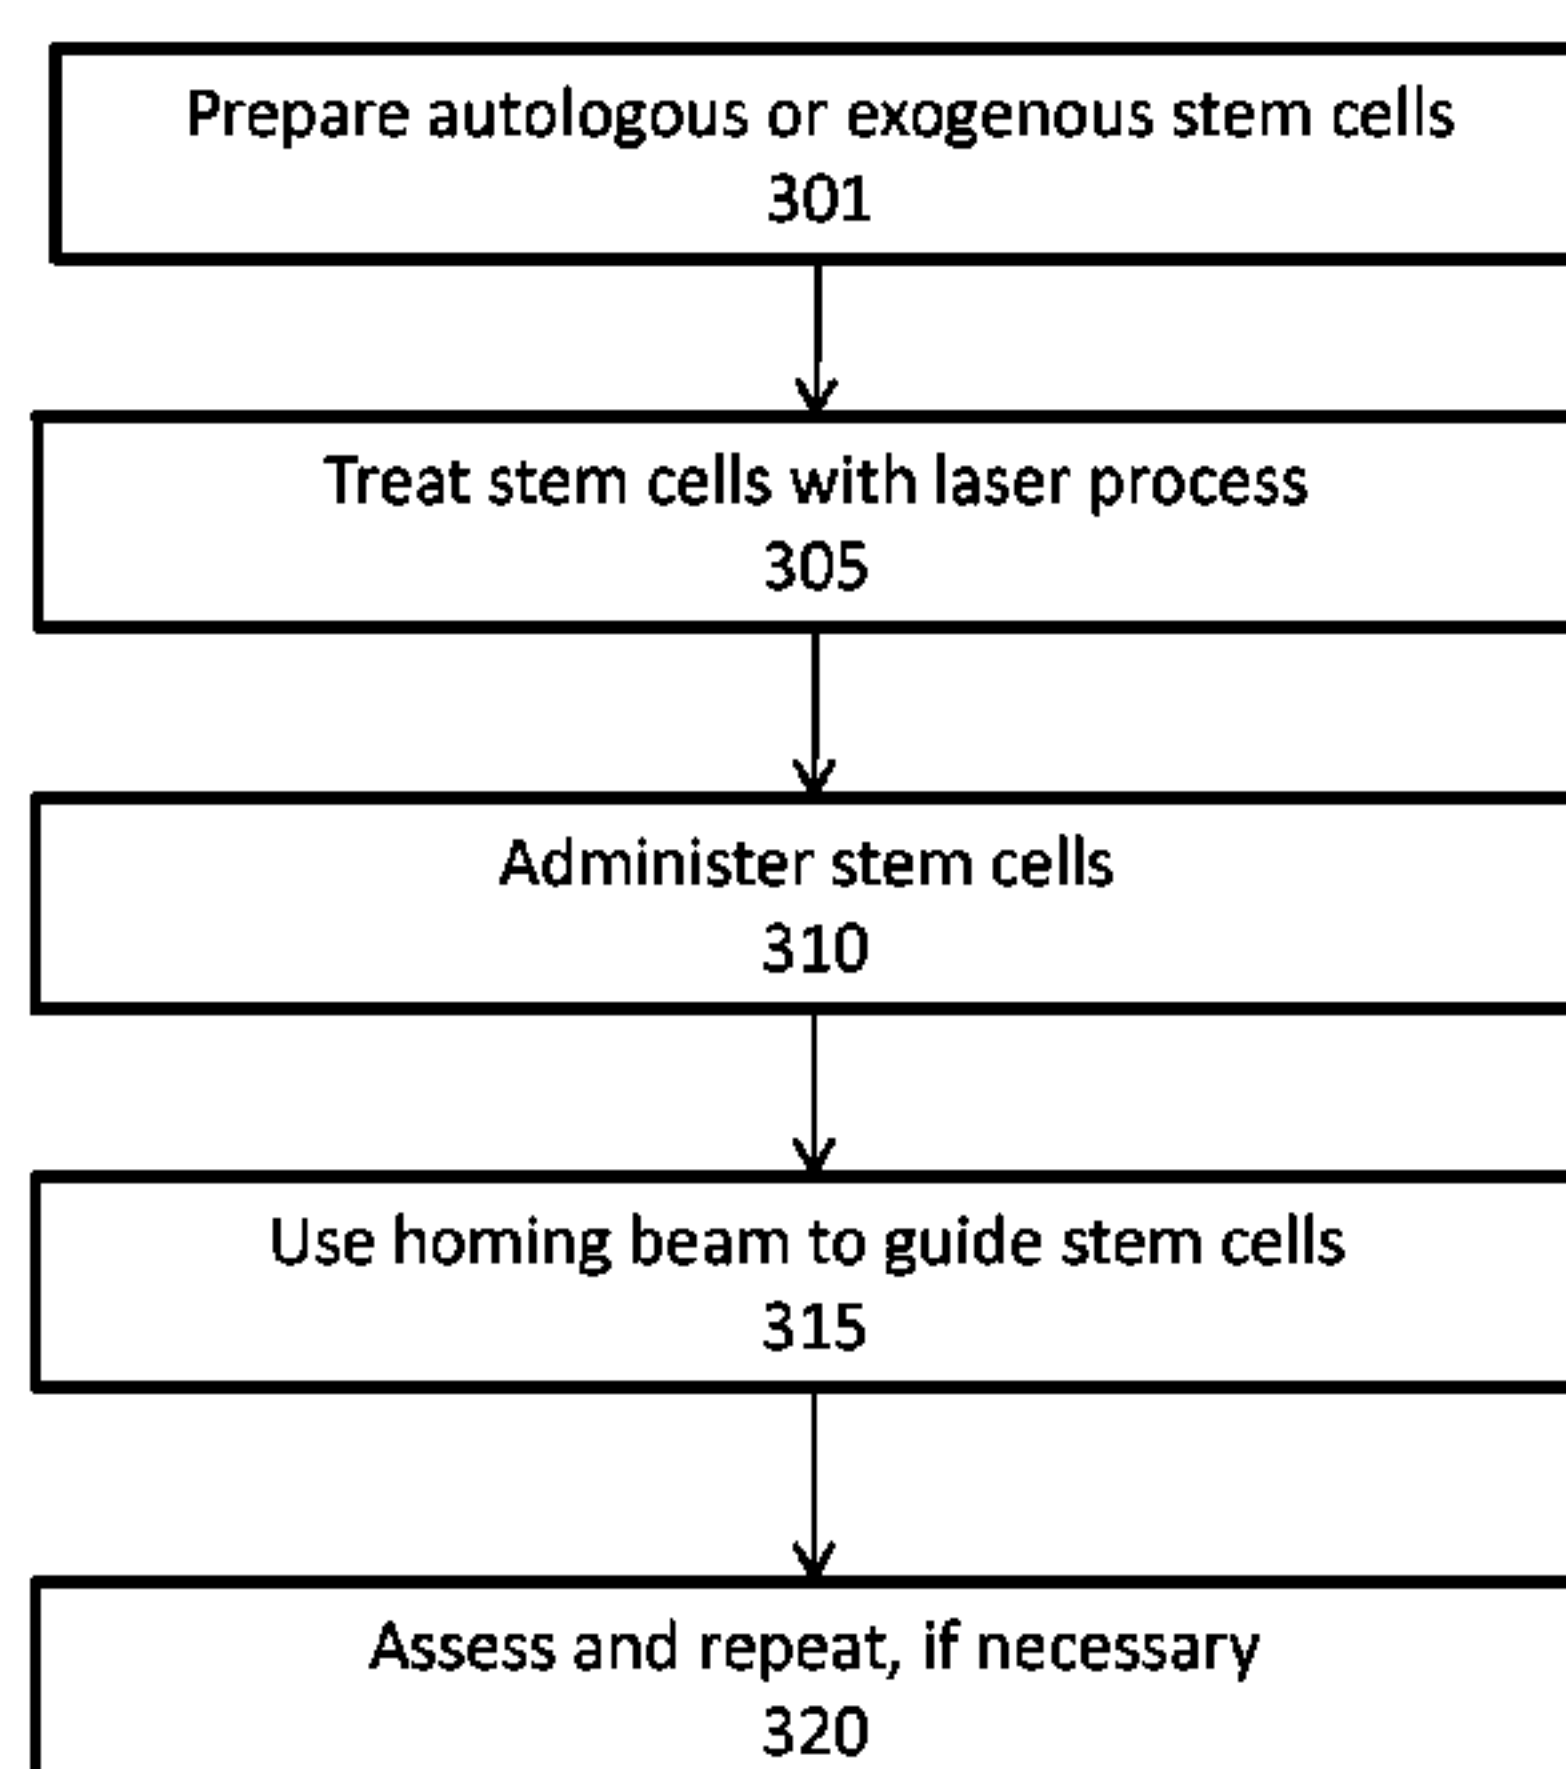 Prepare autologous or exogenous stem cells
301
Treat stem cells with laser process
305
Administer stem cells
310
Use homing beam to guide stem cells
315
Assess and repeat, if necessary
320